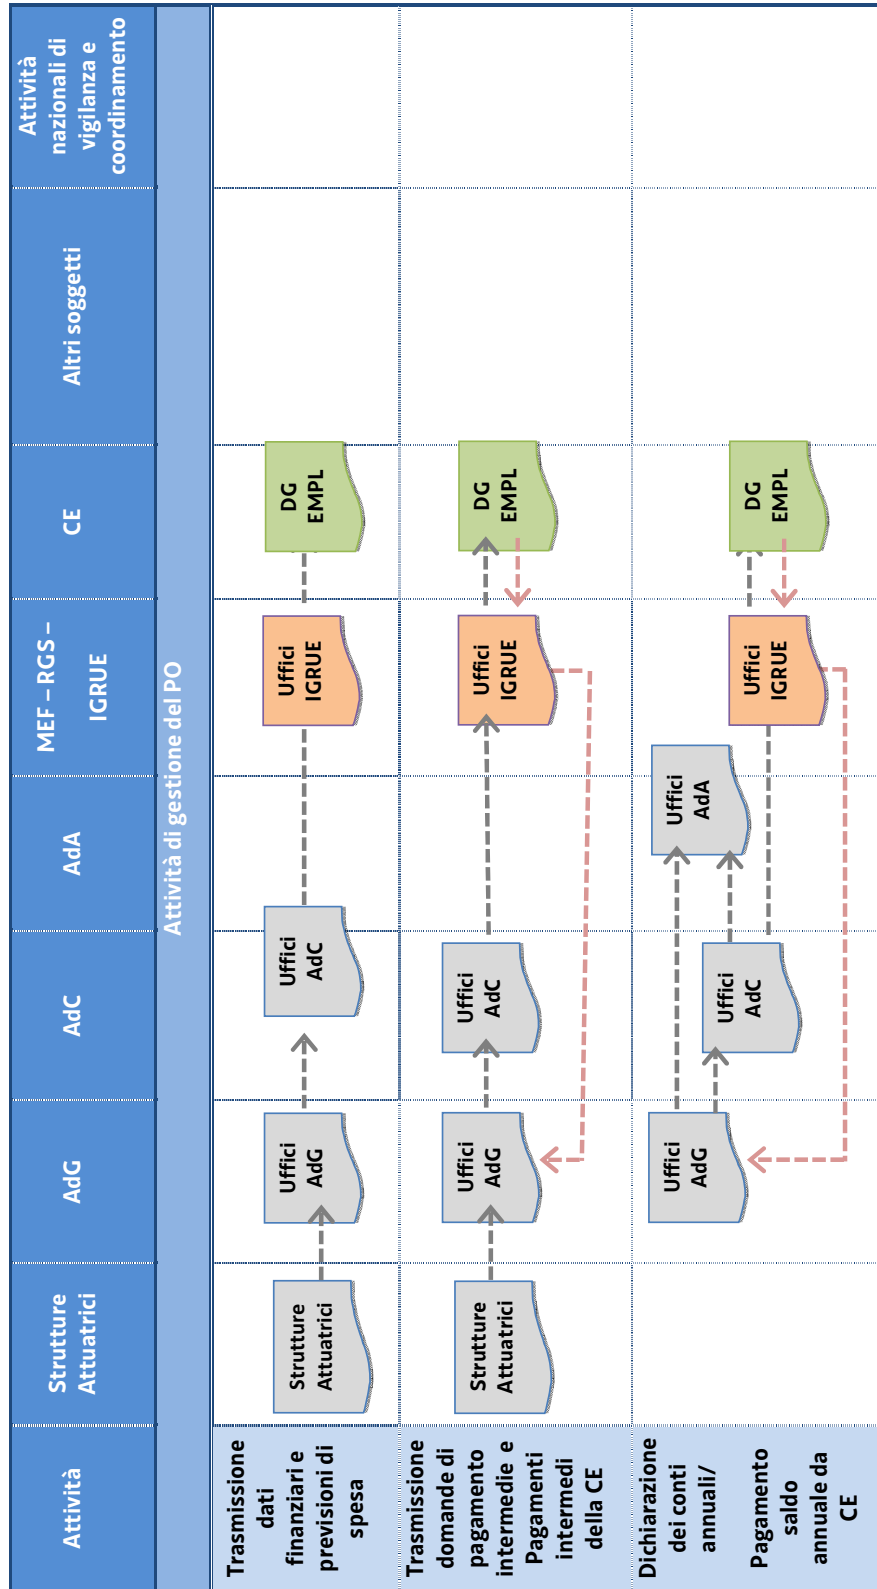 Attività
Strutture
Attuatrici
AdG
AdC
AdA
MEF – RGS –
IGRUE
CE
Altri soggetti
Attività
nazionali di
vigilanza e
coordinamento
Attività di gestione del PO
Trasmissione
dati
finanziari e
previsioni di
spesa
Strutture
Attuatrici
Uffici
AdG
Uffici
AdC
Uffici
IGRUE
DG
EMPL
Trasmissione
domande di
pagamento
intermedie e
Pagamenti
intermedi
della CE
Strutture
Attuatrici
Uffici
AdG
Uffici
AdC
Uffici
IGRUE
DG
EMPL
Dichiarazione
dei conti
annuali/
Pagamento
saldo
annuale da
CE
Uffici
AdG
Uffici
AdC
Uffici
AdA
Uffici
IGRUE
DG
EMPL